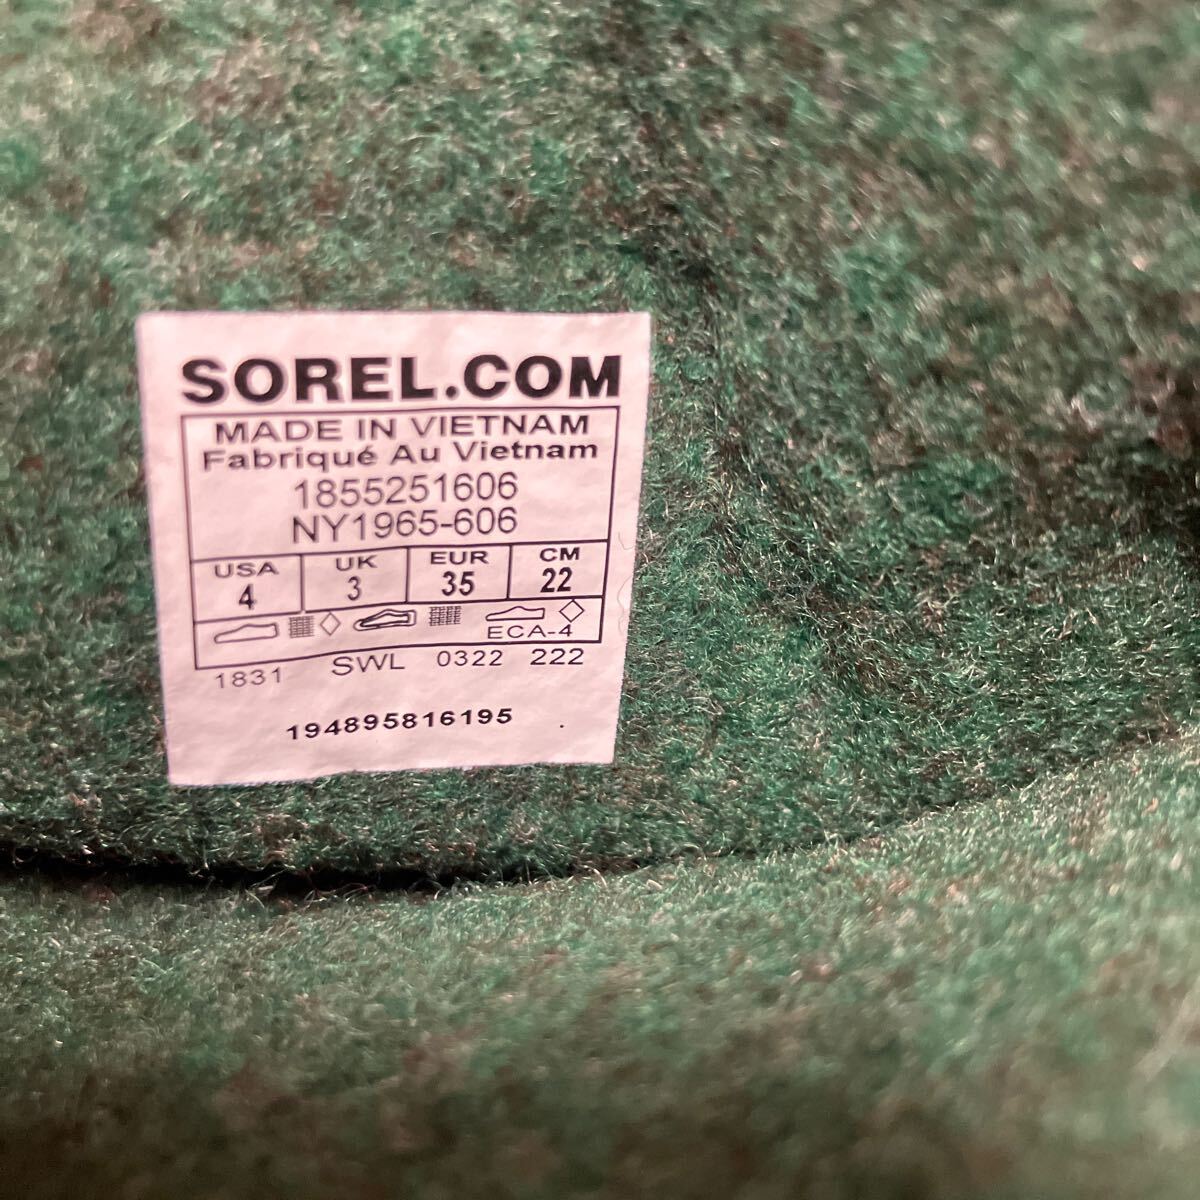 SOREL.COM
MADE IN VIETNAM
Fabriqué Au Vietnam
1855251606
NY1965-606
USA UK EUR CM
4 3 35 22
ECA-4
1831 SWL 0322 222
194895816195